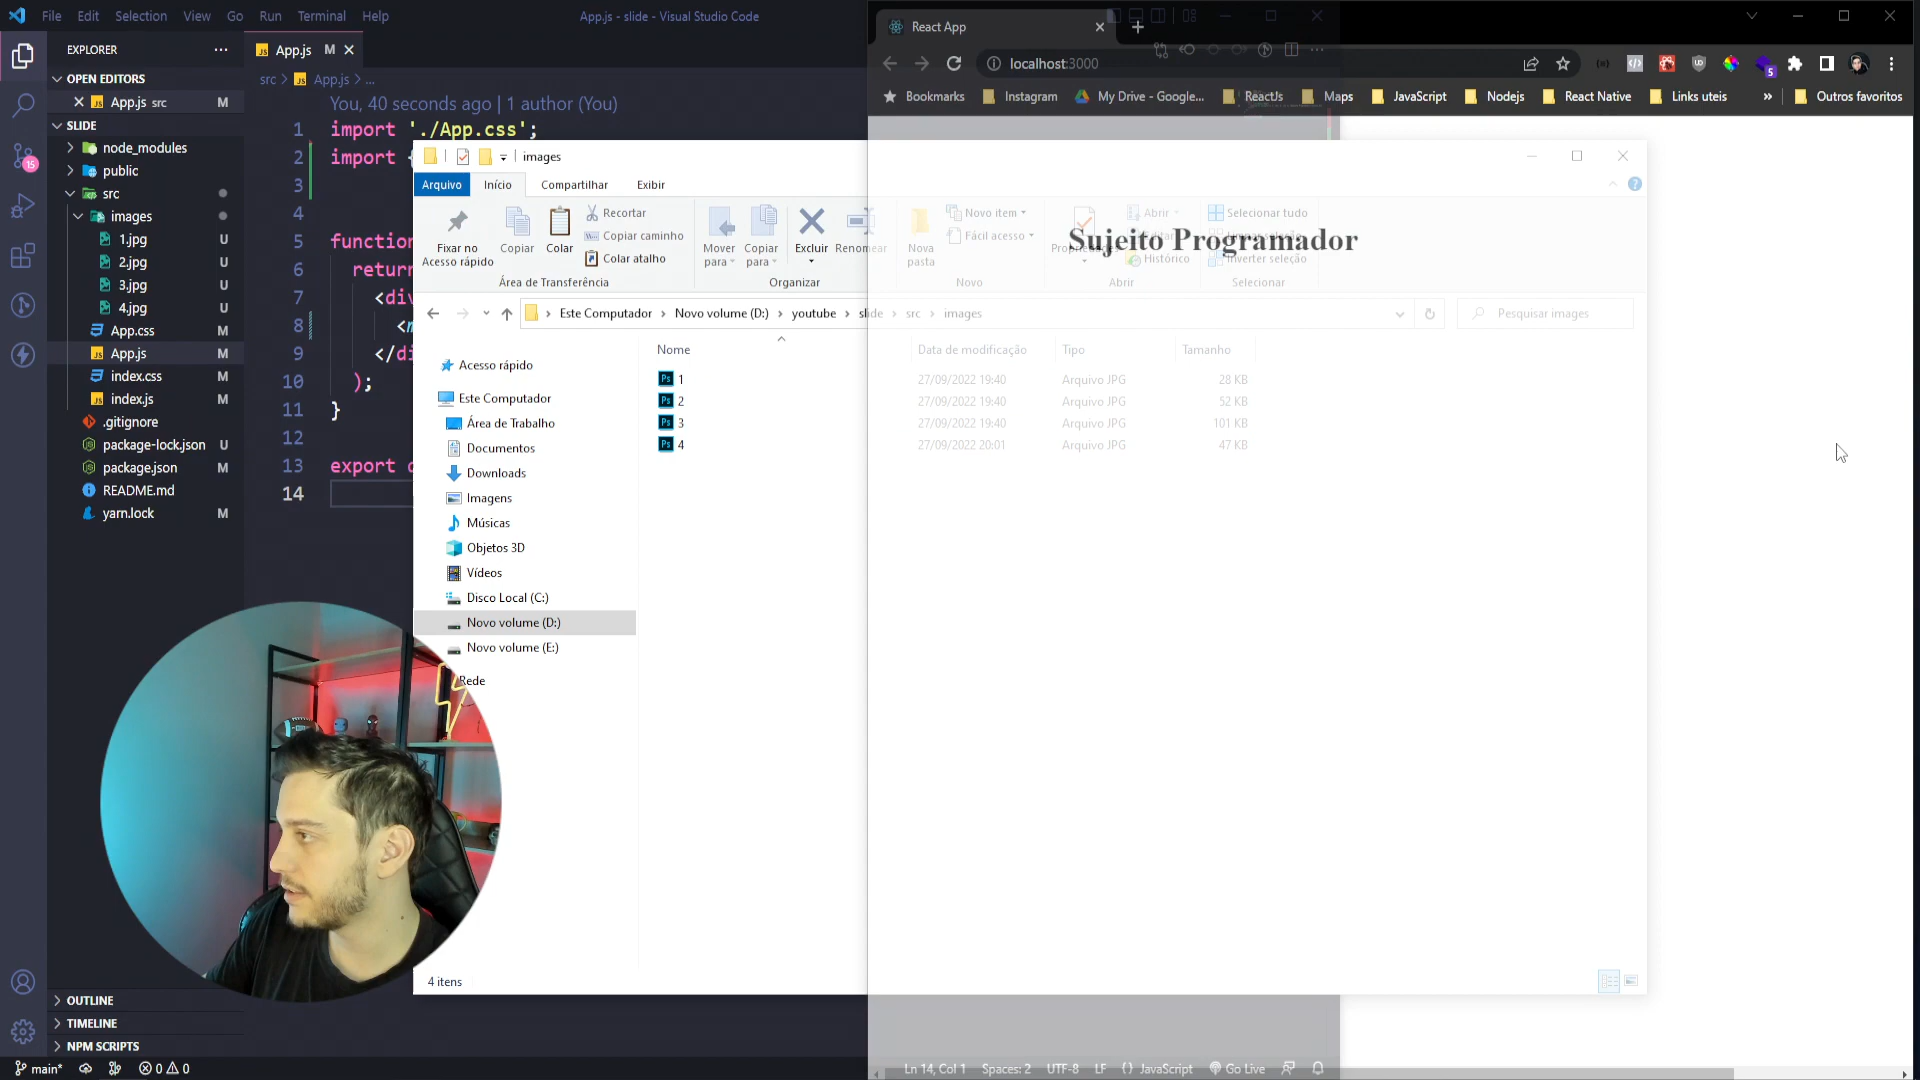 File Edit Selection View Go Run Terminal Help
App.js - slide - Visual Studio Code
React App
EXPLORER
App.js M
localhost:3000
5
OPEN EDITORS
App.js src M
src > App.js > ...
Bookmarks Instagram My Drive - Google... ReactJs Maps JavaScript Nodejs React Native Links uteis » Outros favoritos
SLIDE
node_modules
public
src
images
1.jpg U
2.jpg U
3.jpg U
4.jpg U
App.css M
App.js M
index.css M
index.js M
.gitignore
package-lock.json U
package.json M
README.md
yarn.lock M
15
You, 40 seconds ago | 1 author (You)
1 import './App.css';
2 import {
3
4
5 function
6 return
7 <div
8
9 </di
10 );
11 }
12
13 export
14
images
Arquivo Início Compartilhar Exibir
Fixar no Acesso rápido
Copiar
Colar
Recortar
Copiar caminho
Colar atalho
Área de Transferência
Mover para
Copiar para
Excluir
Renomear
Organizar
Nova pasta
Novo item
Fácil acesso
Novo
Abrir
Histórico
Abrir
Selecionar tudo
Inverter seleção
Selecionar
Sujeito Programador
Este Computador > Novo volume (D:) > youtube > slide > src > images
Pesquisar images
Acesso rápido
Este Computador
Área de Trabalho
Documentos
Downloads
Imagens
Músicas
Objetos 3D
Vídeos
Disco Local (C:)
Novo volume (D:)
Novo volume (E:)
Rede
Nome Data de modificação Tipo Tamanho
Ps 1 27/09/2022 19:40 Arquivo JPG 28 KB
Ps 2 27/09/2022 19:40 Arquivo JPG 52 KB
Ps 3 27/09/2022 19:40 Arquivo JPG 101 KB
Ps 4 27/09/2022 20:01 Arquivo JPG 47 KB
4 itens
OUTLINE
TIMELINE
NPM SCRIPTS
main* 0 0
Ln 14, Col 1 Spaces: 2 UTF-8 LF {} JavaScript Go Live